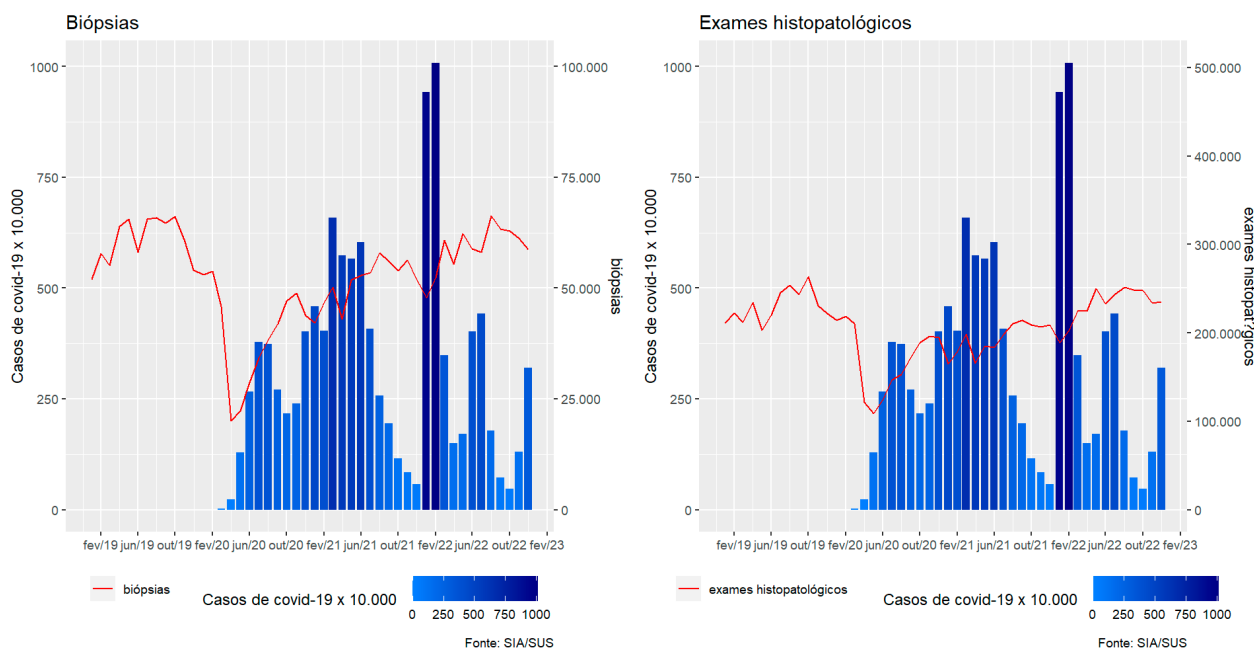 Biópsias
1000
750
500
250
0
Casos de covid-19 x 10.000
100.000
75.000
50.000
25.000
0
biópsias
fev/19 jun/19 out/19 fev/20 jun/20 out/20 fev/21 jun/21 out/21 fev/22 jun/22 out/22 fev/23
biópsias
Casos de covid-19 x 10.000
0 250 500 750 1000
Fonte: SIA/SUS
Exames histopatológicos
1000
750
500
250
0
Casos de covid-19 x 10.000
500.000
400.000
300.000
200.000
100.000
0
fev/19 jun/19 out/19 fev/20 jun/20 out/20 fev/21 jun/21 out/21 fev/22 jun/22 out/22 fev/23
exames histopatológicos
exames histopatológicos
Casos de covid-19 x 10.000
0 250 500 750 1000
Fonte: SIA/SUS